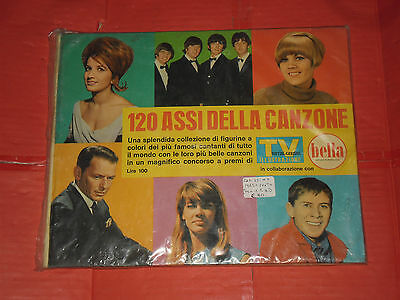 120 ASSI DELLA CANZONE
Una splendida collezione di figurine a
colori dei più famosi cantanti di tutto
il mondo con le loro più belle canzoni
in un magnifico concorso a premi di
TV
bella
in collaborazione con
Lire 100